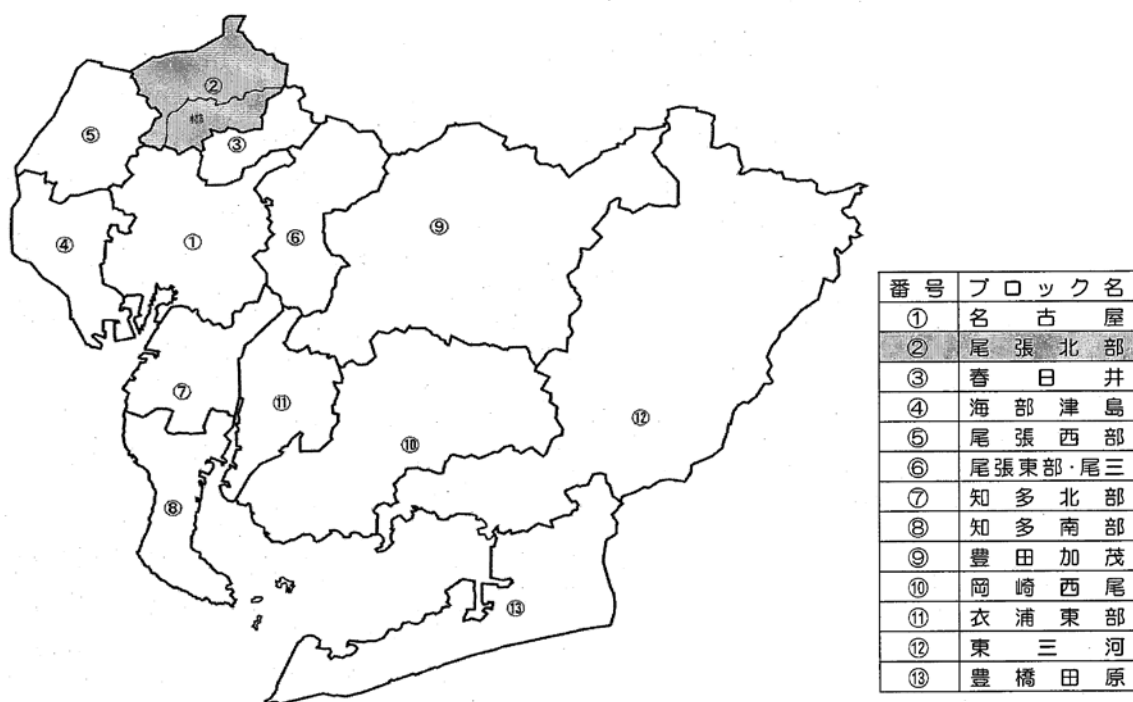 ②
⑤
③
⑨
④
①
⑥
⑦
⑪
⑩
⑫
⑧
⑬
番号 ブロック名
① 名古屋
② 尾張北部
③ 春日井
④ 海部津島
⑤ 尾張西部
⑥ 尾張東部・尾三
⑦ 知多北部
⑧ 知多南部
⑨ 豊田加茂
⑩ 岡崎西尾
⑪ 衣浦東部
⑫ 東三河
⑬ 豊橋田原